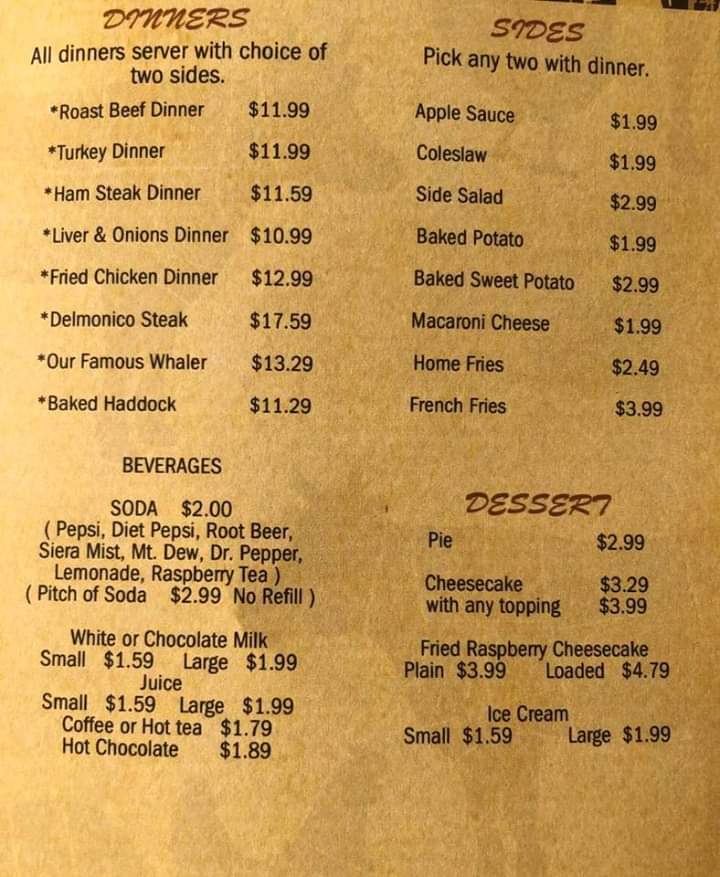 DINNERS
All dinners server with choice of
two sides.
*Roast Beef Dinner $11.99
*Turkey Dinner $11.99
*Ham Steak Dinner $11.59
*Liver & Onions Dinner $10.99
*Fried Chicken Dinner $12.99
*Delmonico Steak $17.59
*Our Famous Whaler $13.29
*Baked Haddock $11.29
BEVERAGES
SODA $2.00
( Pepsi, Diet Pepsi, Root Beer,
Siera Mist, Mt. Dew, Dr. Pepper,
Lemonade, Raspberry Tea )
( Pitch of Soda $2.99 No Refill )
White or Chocolate Milk
Small $1.59 Large $1.99
Juice
Small $1.59 Large $1.99
Coffee or Hot tea $1.79
Hot Chocolate $1.89
SIDES
Pick any two with dinner.
Apple Sauce $1.99
Coleslaw $1.99
Side Salad $2.99
Baked Potato $1.99
Baked Sweet Potato $2.99
Macaroni Cheese $1.99
Home Fries $2.49
French Fries $3.99
DESSERT
Pie $2.99
Cheesecake $3.29
with any topping $3.99
Fried Raspberry Cheesecake
Plain $3.99 Loaded $4.79
Ice Cream
Small $1.59 Large $1.99